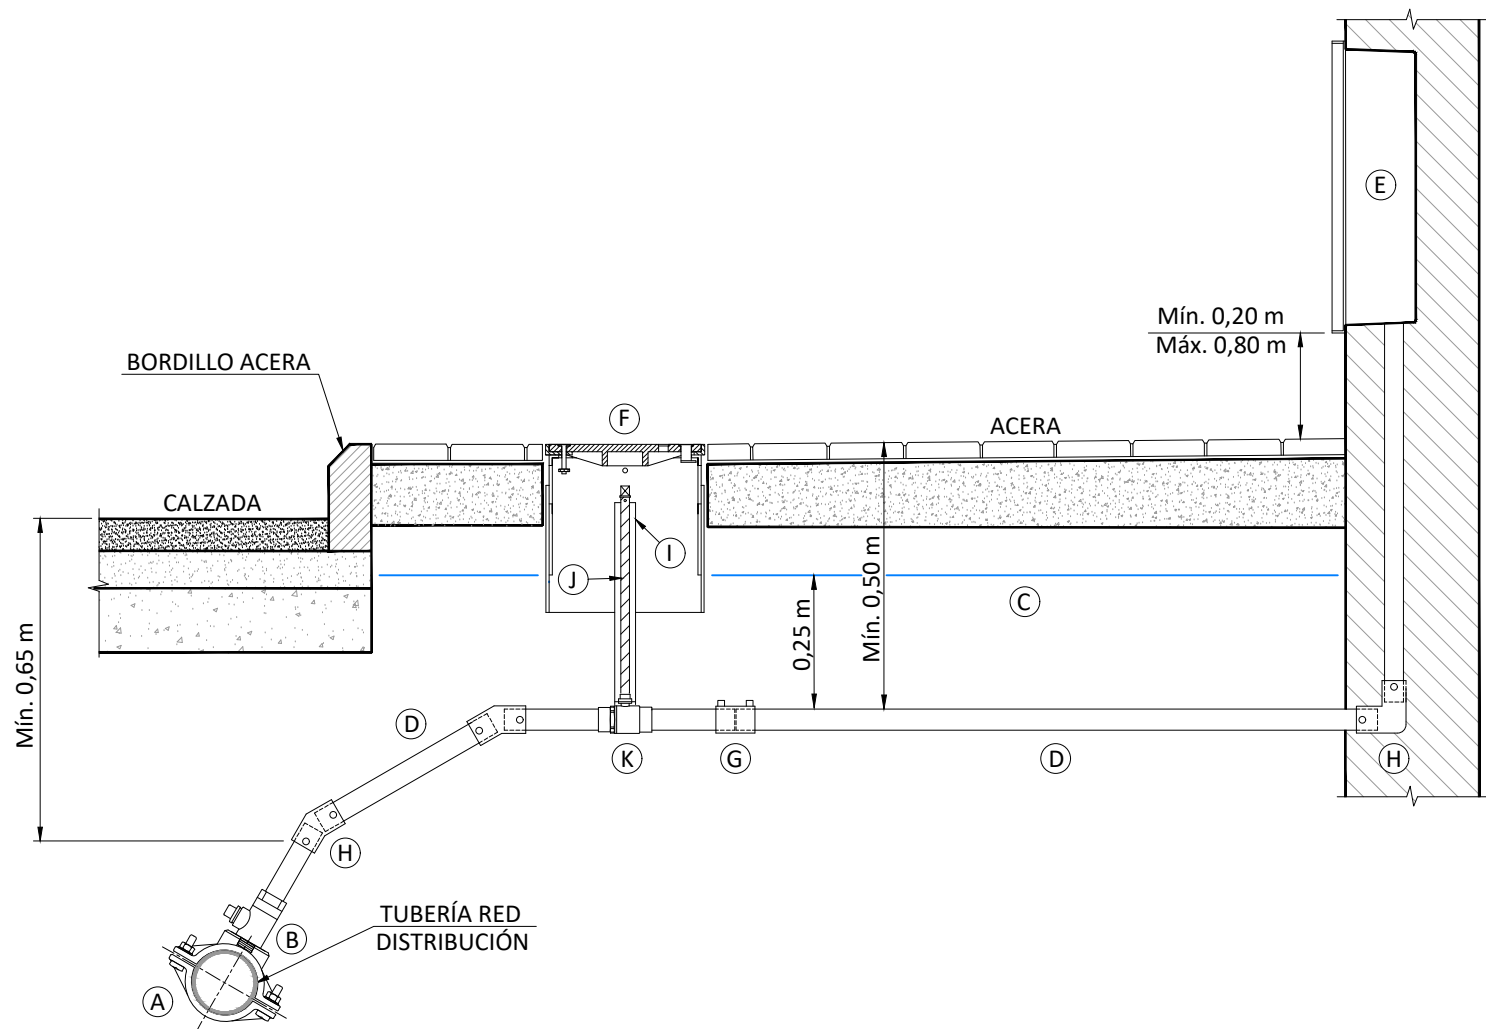 E
Mín. 0,20 m
Máx. 0,80 m
BORDILLO ACERA
F
ACERA
CALZADA
I
J
C
Mín. 0,65 m
0,25 m
Mín. 0,50 m
D
K
G
D
H
H
TUBERÍA RED
DISTRIBUCIÓN
B
A